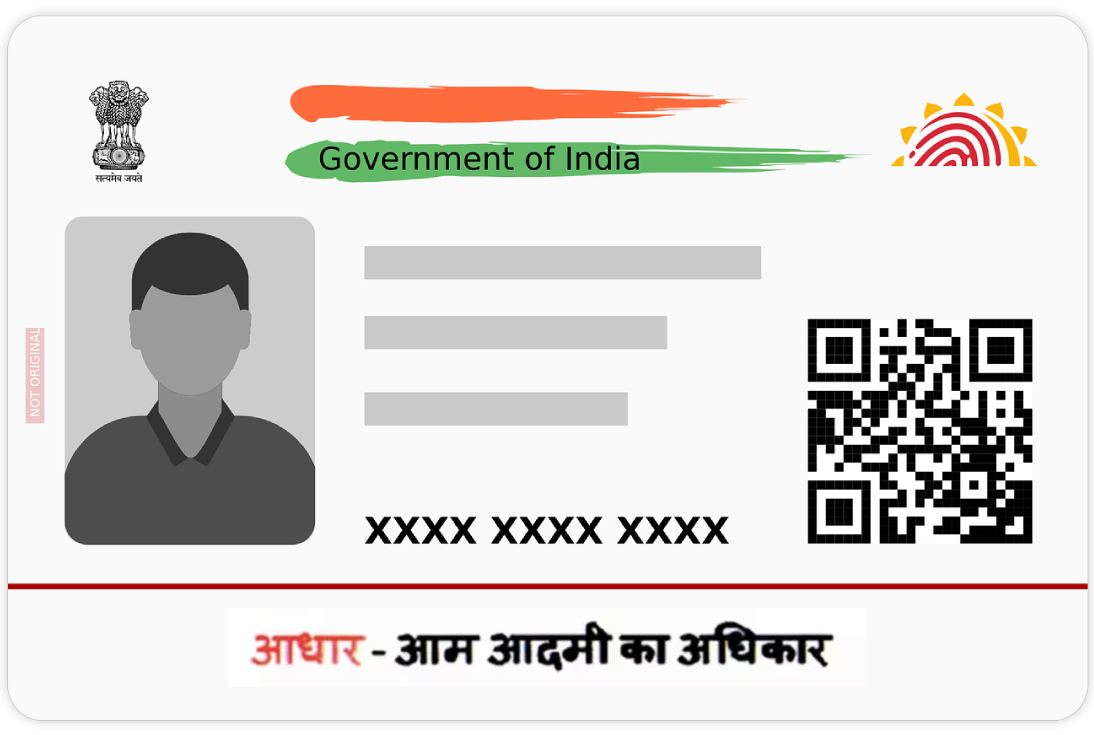 सत्यमेव जयते
Government of India
NOT ORIGINAL
XXXX XXXX XXXX
आधार - आम आदमी का अधिकार